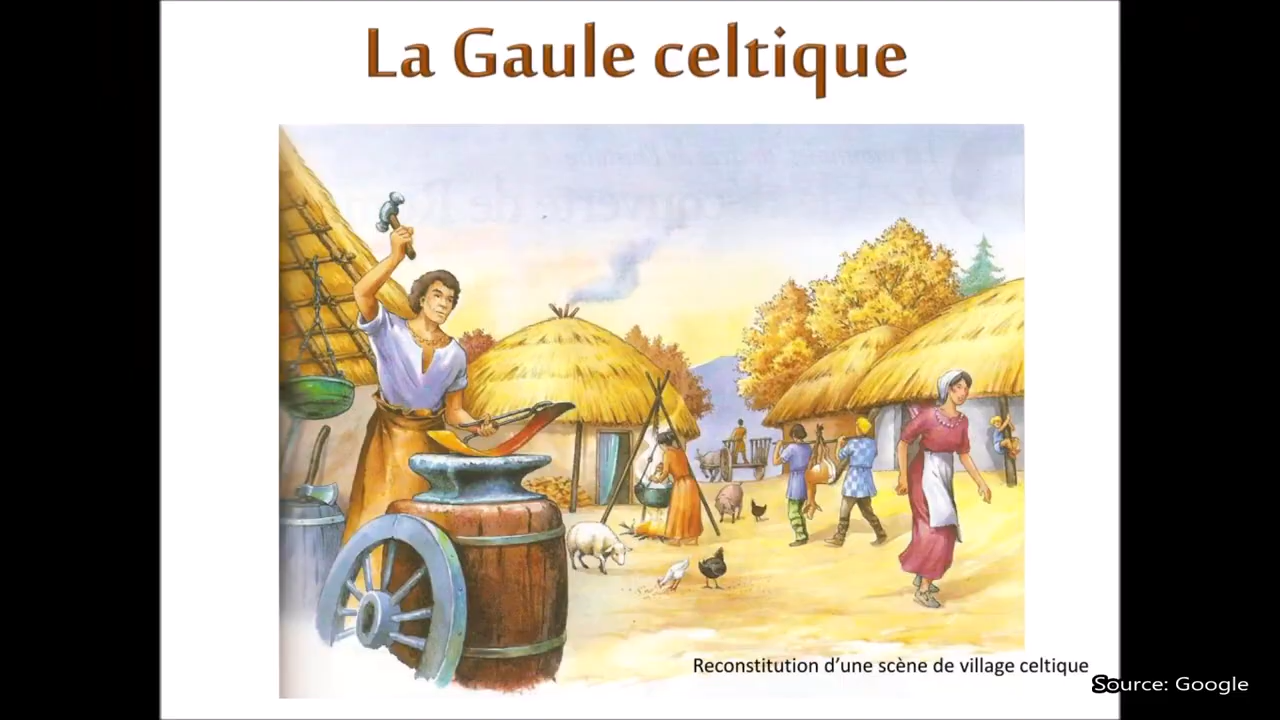 La Gaule celtique
Reconstitution d’une scène de village celtique
Source: Google